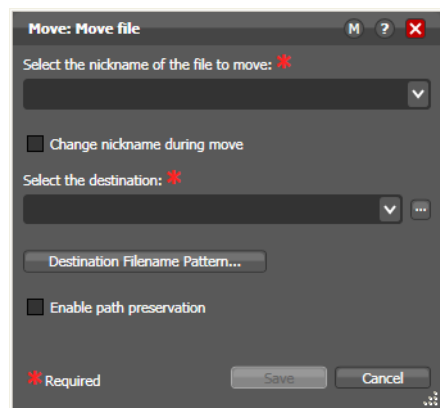 Move: Move file
M ?
Select the nickname of the file to move: *
Change nickname during move
Select the destination: *
...
Destination Filename Pattern...
Enable path preservation
* Required
Save Cancel